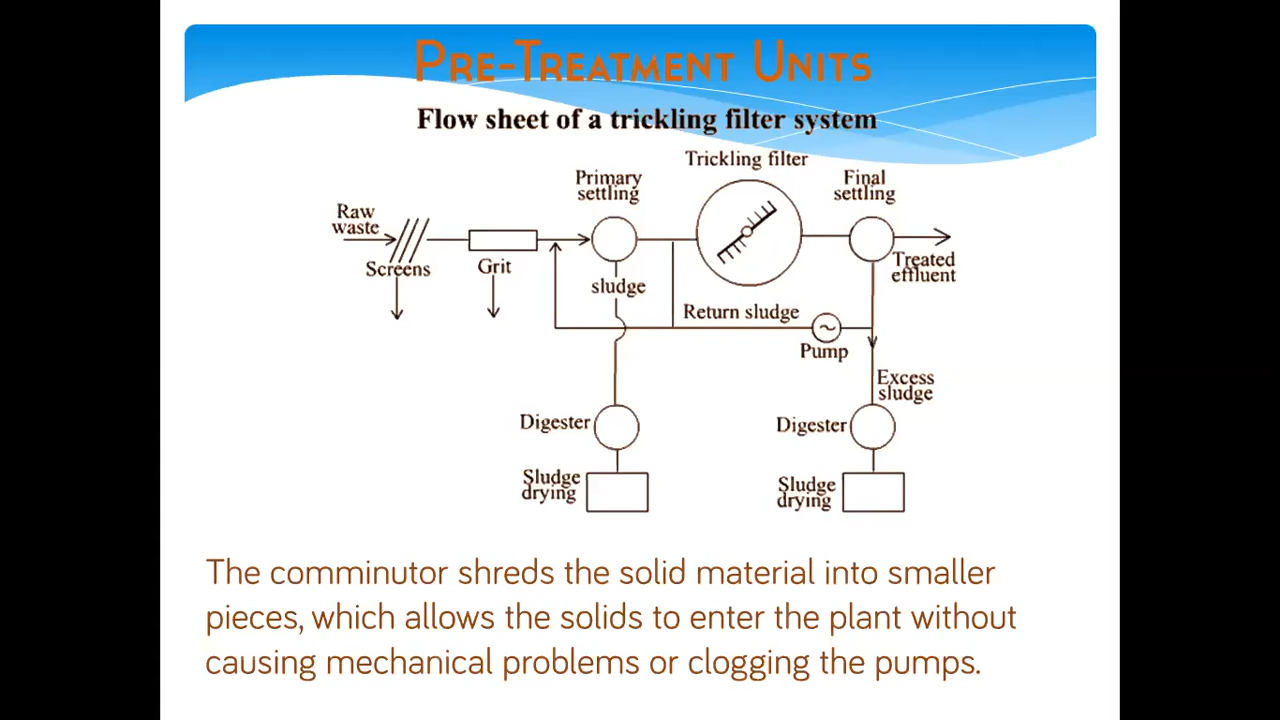 PRE-TREATMENT UNITS
Flow sheet of a trickling filter system
Trickling filter
Primary
settling
Final
settling
Raw
waste
Screens
Grit
sludge
Treated
effluent
Return sludge
Pump
Excess
sludge
Digester
Digester
Sludge
drying
Sludge
drying
The comminutor shreds the solid material into smaller
pieces, which allows the solids to enter the plant without
causing mechanical problems or clogging the pumps.